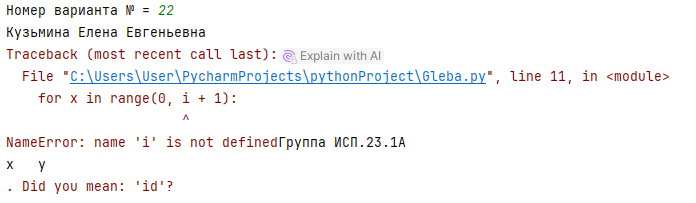 Номер варианта № = 22
Кузьмина Елена Евгеньевна
Traceback (most recent call last): Explain with AI
  File "C:\Users\User\PycharmProjects\pythonProject\Gleba.py", line 11, in <module>
    for x in range(0, i + 1):
                      ^
NameError: name 'i' is not definedГруппа ИСП.23.1А
x   y
. Did you mean: 'id'?